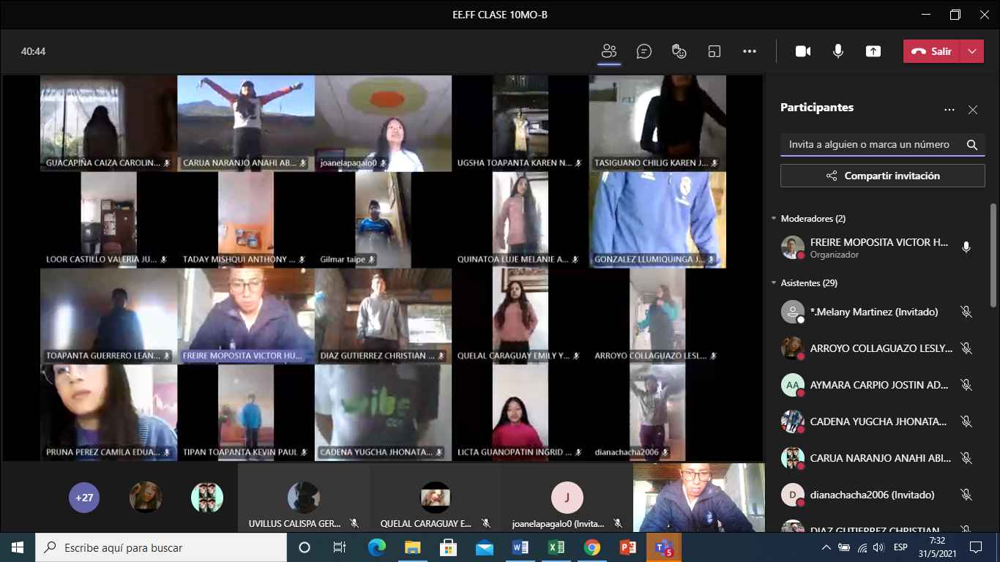 EE.FF CLASE 10MO-B
40:44
Salir
GUACAPIÑA CAIZA CAROLIN...
CARUA NARANJO ANAHI AB...
joanelapagalo0
UGSHA TOAPANTA KAREN N...
TASIGUANO CHILIG KAREN J...
LOOR CASTILLO VALERIA JU...
TADAY MISHQUI ANTHONY ...
Gilmar taipe
QUINATOA LUJE MELANIE A...
GONZALEZ LLUMIQUINGA J...
TOAPANTA GUERRERO LEAN...
FREIRE MOPOSITA VICTOR HU...
DIAZ GUTIERREZ CHRISTIAN ...
QUELAL CARAGUAY EMILY Y...
ARROYO COLLAGUAZO LESL...
PRUNA PEREZ CAMILA EDUA...
TIPAN TOAPANTA KEVIN PAUL
vibe
CADENA YUGCHA JHONATA...
LICTA GUANOPATIN INGRID ...
dianachacha2006
+27
UVILLUS CALISPA GER...
QUELAL CARAGUAY E...
J
joanelapagalo0 (Invita...
Participantes
Invita a alguien o marca un número
Compartir invitación
Moderadores (2)
FREIRE MOPOSITA VICTOR H...
Organizador
Asistentes (29)
*.Melany Martinez (Invitado)
ARROYO COLLAGUAZO LESLY...
AA
AYMARA CARPIO JOSTIN AD...
CADENA YUGCHA JHONATA...
CARUA NARANJO ANAHI ABI...
D
dianachacha2006 (Invitado)
DIAZ GUTIERREZ CHRISTIAN
Escribe aquí para buscar
5
ESP
7:32
31/5/2021